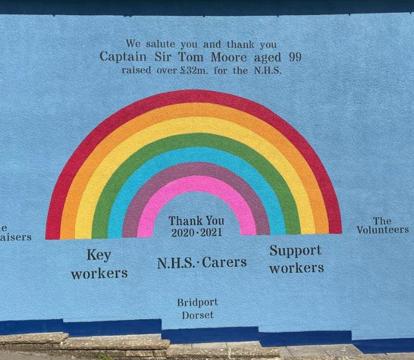 We salute you and thank you
Captain Sir Tom Moore aged 99
raised over £32m. for the N.H.S.
Thank You
2020·2021
The
Volunteers
aisers
Key
workers
N.H.S.·Carers
Support
workers
Bridport
Dorset